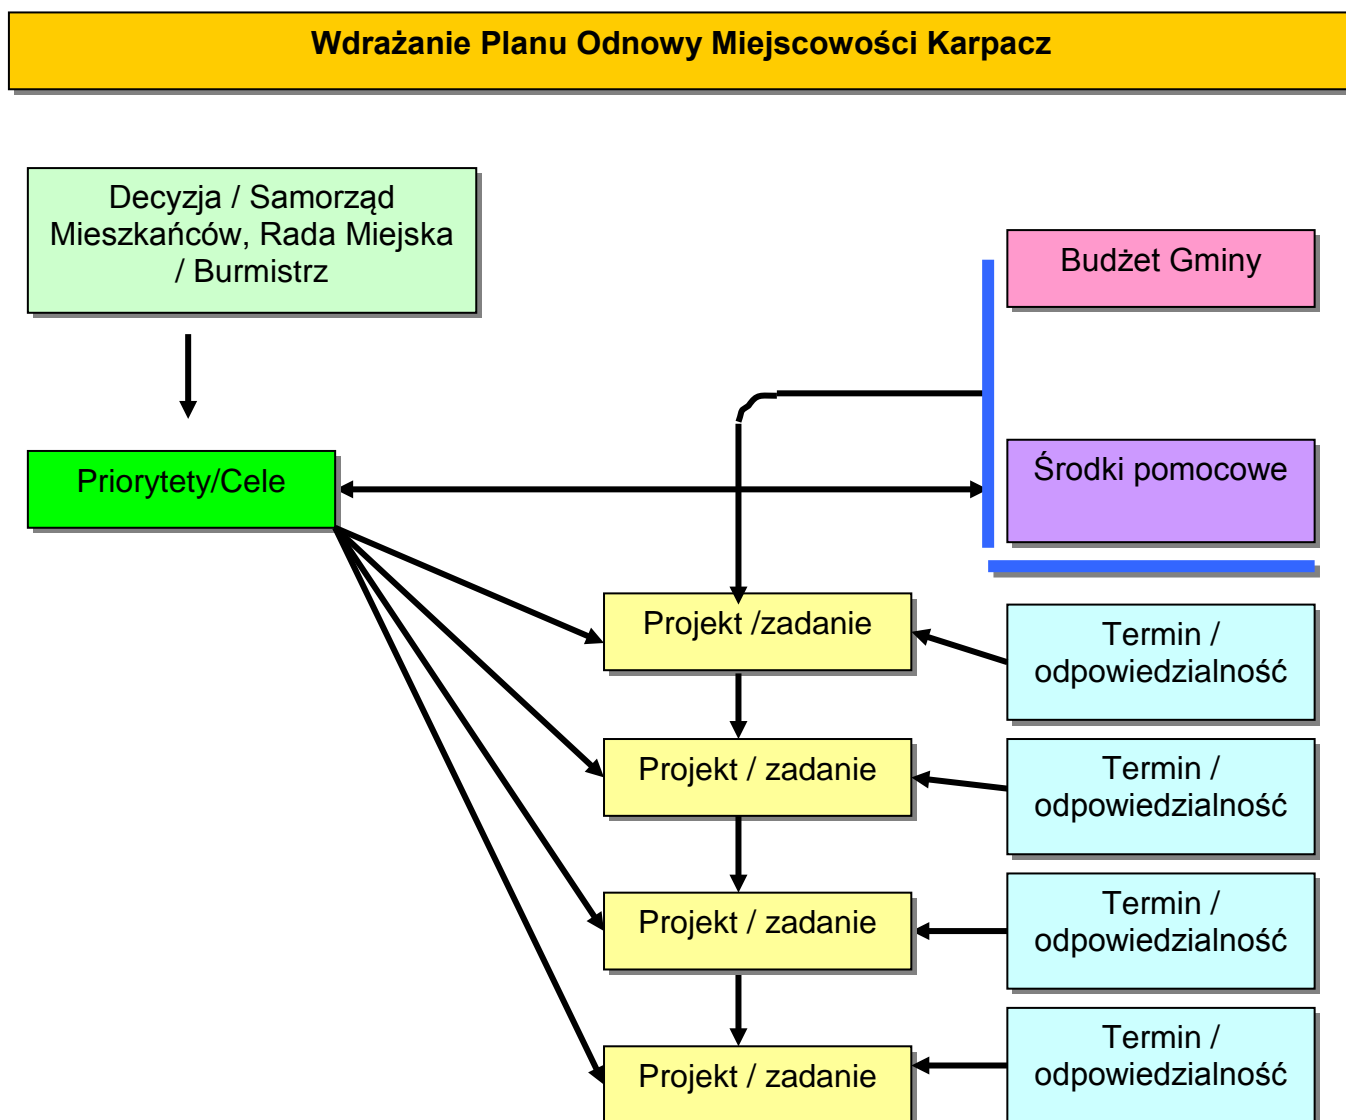 Wdrażanie Planu Odnowy Miejscowości Karpacz
Decyzja / Samorząd
Mieszkańców, Rada Miejska
/ Burmistrz
Budżet Gminy
Priorytety/Cele
Środki pomocowe
Projekt /zadanie
Termin /
odpowiedzialność
Projekt / zadanie
Termin /
odpowiedzialność
Projekt / zadanie
Termin /
odpowiedzialność
Projekt / zadanie
Termin /
odpowiedzialność